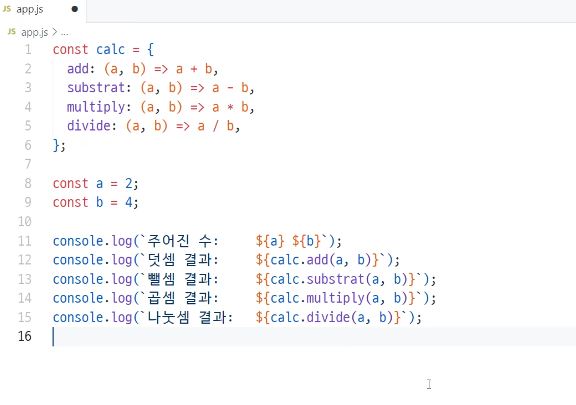 JS app.js ●
JS app.js > ...
1 const calc = {
2   add: (a, b) => a + b,
3   substrat: (a, b) => a - b,
4   multiply: (a, b) => a * b,
5   divide: (a, b) => a / b,
6 };
7
8 const a = 2;
9 const b = 4;
10
11 console.log(`주어진 수:    ${a} ${b}`);
12 console.log(`덧셈 결과:    ${calc.add(a, b)}`);
13 console.log(`뺄셈 결과:    ${calc.substrat(a, b)}`);
14 console.log(`곱셈 결과:    ${calc.multiply(a, b)}`);
15 console.log(`나눗셈 결과:  ${calc.divide(a, b)}`);
16